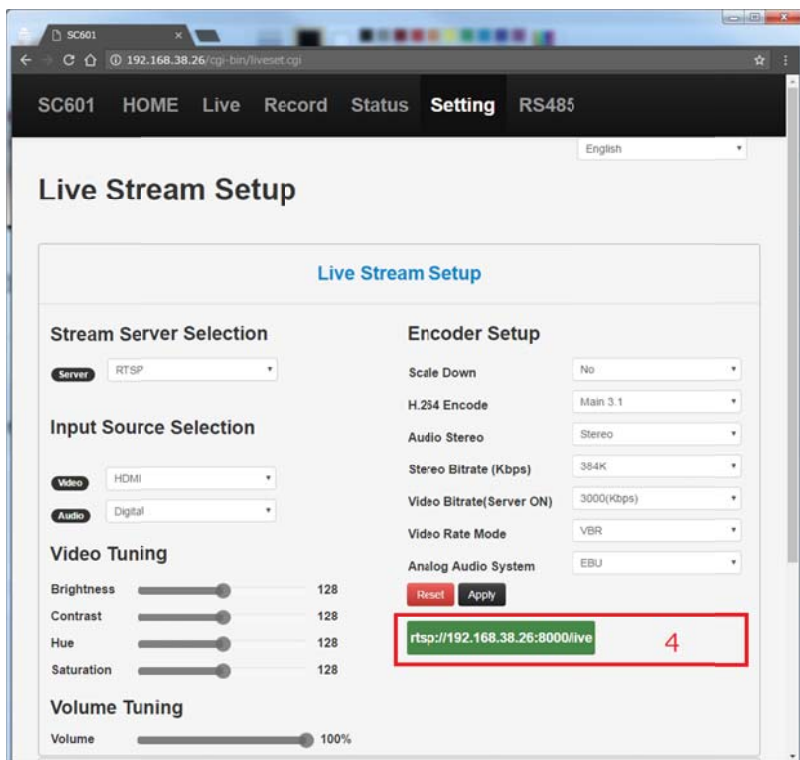 SC601
192.168.38.26/cgi-bin/liveset.cgi
SC601 HOME Live Record Status Setting RS485
English
Live Stream Setup
Live Stream Setup
Stream Server Selection
Server RTSP
Input Source Selection
Video HDMI
Audio Digital
Video Tuning
Brightness 128
Contrast 128
Hue 128
Saturation 128
Volume Tuning
Volume 100%
Encoder Setup
Scale Down No
H.264 Encode Main 3.1
Audio Stereo Stereo
Stereo Bitrate (Kbps) 384K
Video Bitrate(Server ON) 3000(Kbps)
Video Rate Mode VBR
Analog Audio System EBU
Reset Apply
rtsp://192.168.38.26:8000/live 4